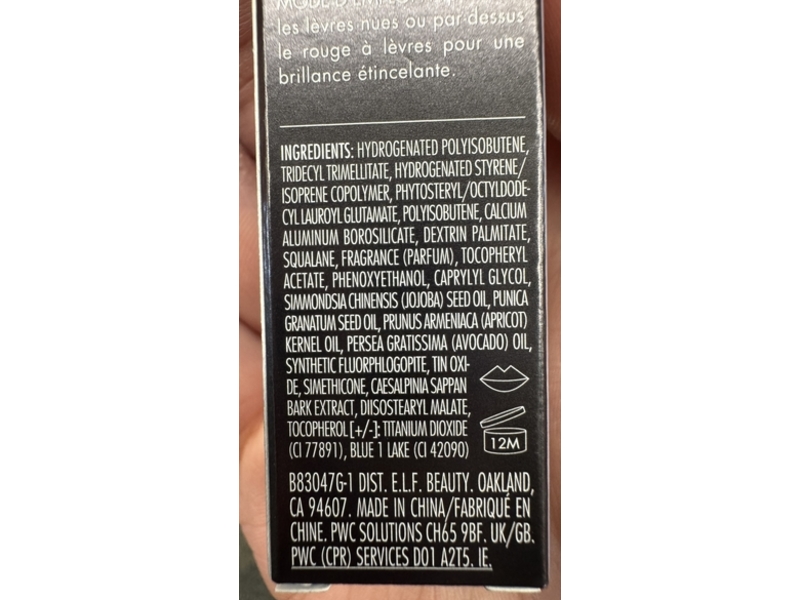 MODE D'EMPLOI
les lèvres nues ou par-dessus
le rouge à lèvres pour une
brillance étincelante.
INGREDIENTS: HYDROGENATED POLYISOBUTENE,
TRIDECYL TRIMELLITATE, HYDROGENATED STYRENE/
ISOPRENE COPOLYMER, PHYTOSTERYL/OCTYLDODE-
CYL LAUROYL GLUTAMATE, POLYISOBUTENE, CALCIUM
ALUMINUM BOROSILICATE, DEXTRIN PALMITATE,
SQUALANE, FRAGRANCE (PARFUM), TOCOPHERYL
ACETATE, PHENOXYETHANOL, CAPRYLYL GLYCOL,
SIMMONDSIA CHINENSIS (JOJOBA) SEED OIL, PUNICA
GRANATUM SEED OIL, PRUNUS ARMENIACA (APRICOT)
KERNEL OIL, PERSEA GRATISSIMA (AVOCADO) OIL,
SYNTHETIC FLUORPHLOGOPITE, TIN OXI-
DE, SIMETHICONE, CAESALPINIA SAPPAN
BARK EXTRACT, DIISOSTEARYL MALATE,
TOCOPHEROL [+/-]: TITANIUM DIOXIDE
(CI 77891), BLUE 1 LAKE (CI 42090)
12M
B83047G-1 DIST. E.L.F. BEAUTY. OAKLAND,
CA 94607. MADE IN CHINA/FABRIQUÉ EN
CHINE. PWC SOLUTIONS CH65 9BF. UK/GB.
PWC (CPR) SERVICES D01 A2T5. IE.